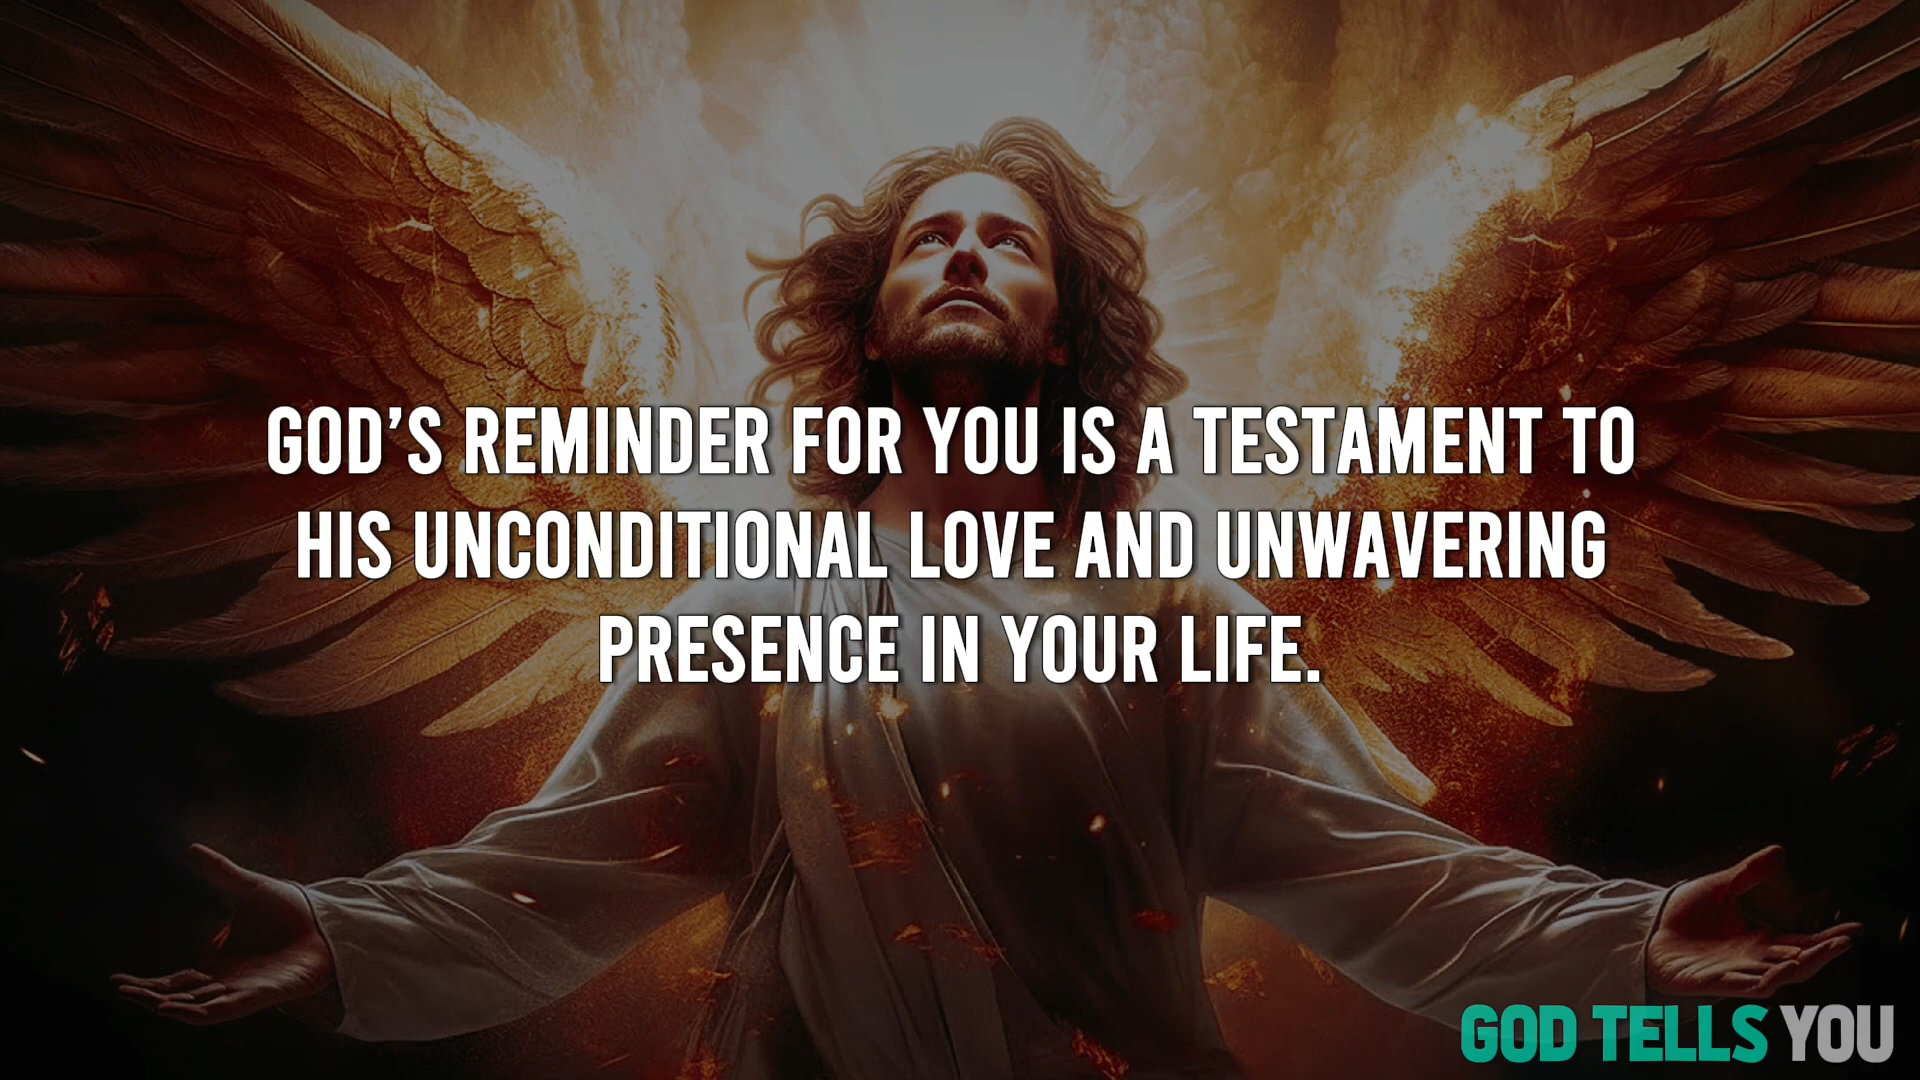 GOD’S REMINDER FOR YOU IS A TESTAMENT TO
HIS UNCONDITIONAL LOVE AND UNWAVERING
PRESENCE IN YOUR LIFE.
GOD TELLS YOU